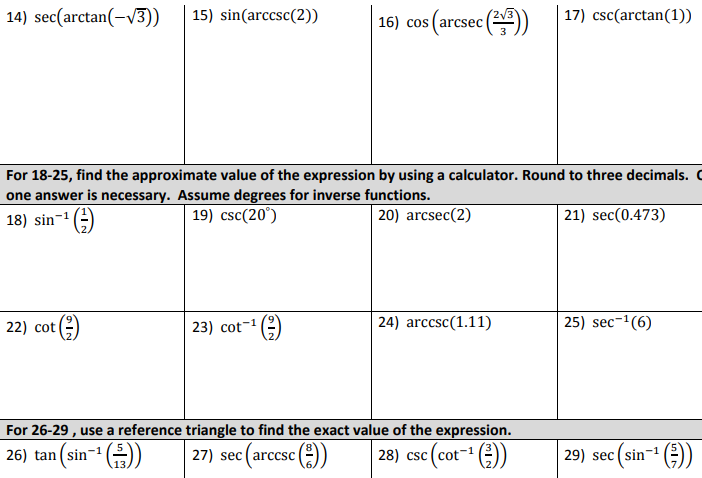 14) sec(arctan(−√3)) 15) sin(arccsc(2)) 16) cos(arcsec(2√3/3)) 17) csc(arctan(1))
For 18-25, find the approximate value of the expression by using a calculator. Round to three decimals.
one answer is necessary. Assume degrees for inverse functions.
18) sin⁻¹(1/2) 19) csc(20°) 20) arcsec(2) 21) sec(0.473)
22) cot(9/2) 23) cot⁻¹(9/2) 24) arccsc(1.11) 25) sec⁻¹(6)
For 26-29 , use a reference triangle to find the exact value of the expression.
26) tan(sin⁻¹(5/13)) 27) sec(arccsc(8/6)) 28) csc(cot⁻¹(3/2)) 29) sec(sin⁻¹(5/7))